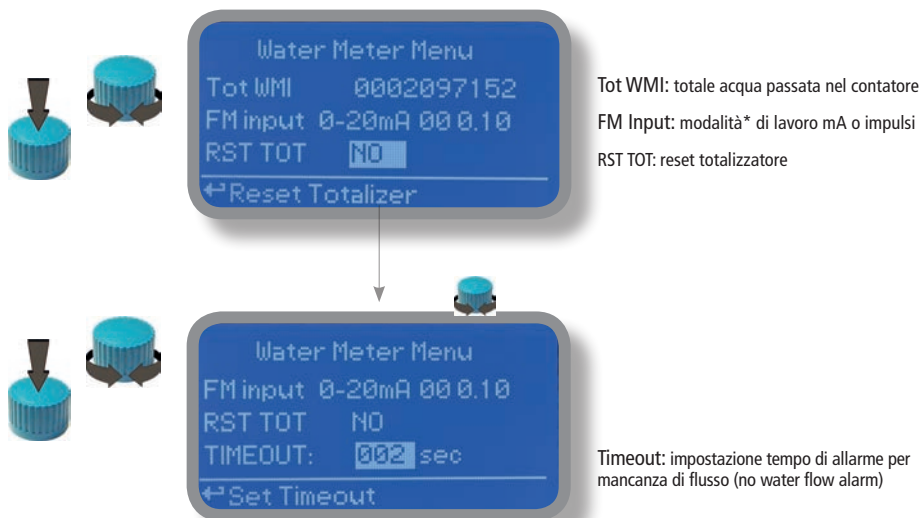 Water Meter Menu
Tot WMI 0002097152
FM input 0-20mA 00 0.10
RST TOT NO
↵Reset Totalizer
Tot WMI: totale acqua passata nel contatore
FM Input: modalità* di lavoro mA o impulsi
RST TOT: reset totalizzatore
Water Meter Menu
FM input 0-20mA 00 0.10
RST TOT NO
TIMEOUT: 002 sec
↵Set Timeout
Timeout: impostazione tempo di allarme per
mancanza di flusso (no water flow alarm)